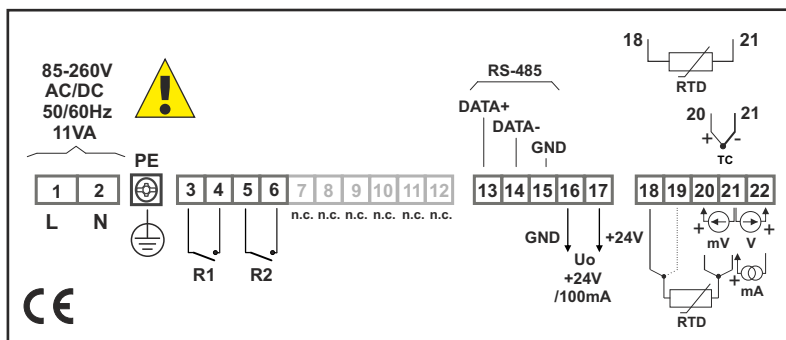 85-260V
AC/DC
50/60Hz
11VA
PE
1 2
L N
3 4 5 6 7 8 9 10 11 12
n.c. n.c. n.c. n.c. n.c. n.c.
R1 R2
RS-485
DATA+
DATA-
GND
13 14 15 16 17
GND
+24V
Uo
+24V
/100mA
18 21
RTD
20 21
+ -
TC
18 19 20 21 22
+ +
mV V
+
mA
RTD
CE